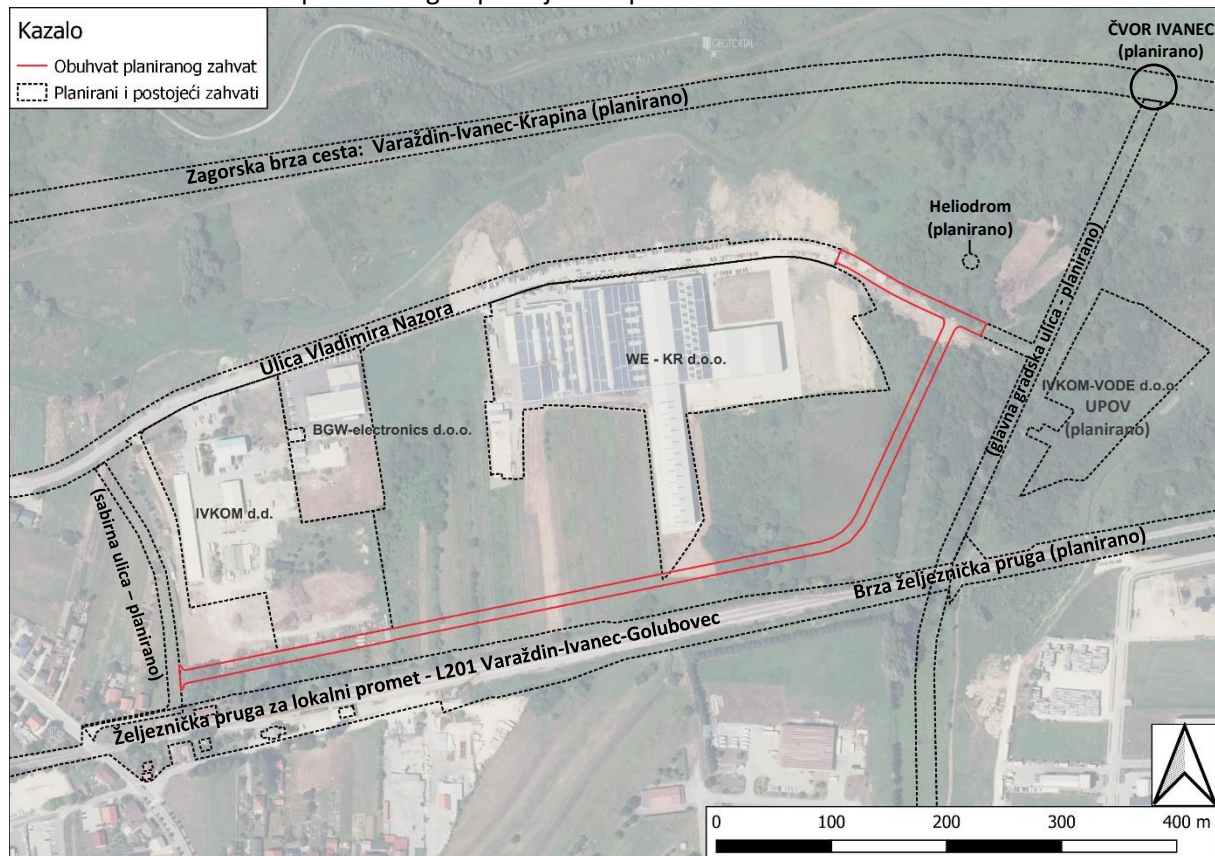 Kazalo
Obuhvat planiranog zahvat
Planirani i postojeći zahvati
GEOPORTAL
ČVOR IVANEC
(planirano)
Zagorska brza cesta: Varaždin-Ivanec-Krapina (planirano)
Heliodrom
(planirano)
Ulica Vladimira Nazora
WE - KR d.o.o.
(glavna gradska ulica - planirano)
IVKOM-VODE d.o.o.
UPOV
(planirano)
BGW-electronics d.o.o.
IVKOM d.d.
(sabirna ulica – planirano)
Brza željeznička pruga (planirano)
Željeznička pruga za lokalni promet - L201 Varaždin-Ivanec-Golubovec
0 100 200 300 400 m